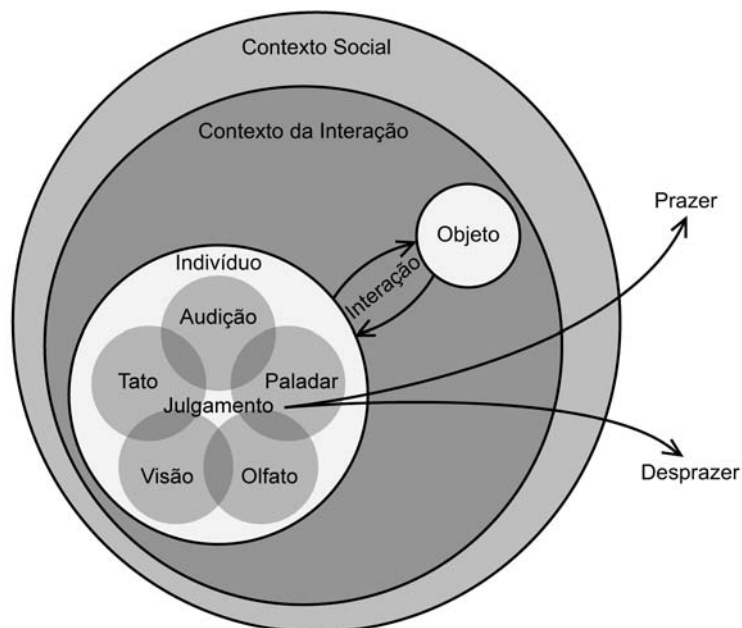 Contexto Social
Contexto da Interação
Prazer
Objeto
Indivíduo
Interação
Audição
Tato
Paladar
Julgamento
Visão
Olfato
Desprazer